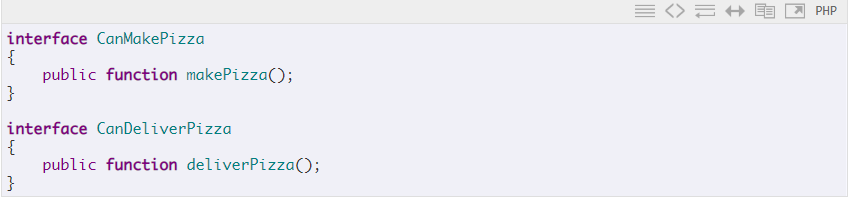 PHP
interface CanMakePizza
{
    public function makePizza();
}

interface CanDeliverPizza
{
    public function deliverPizza();
}